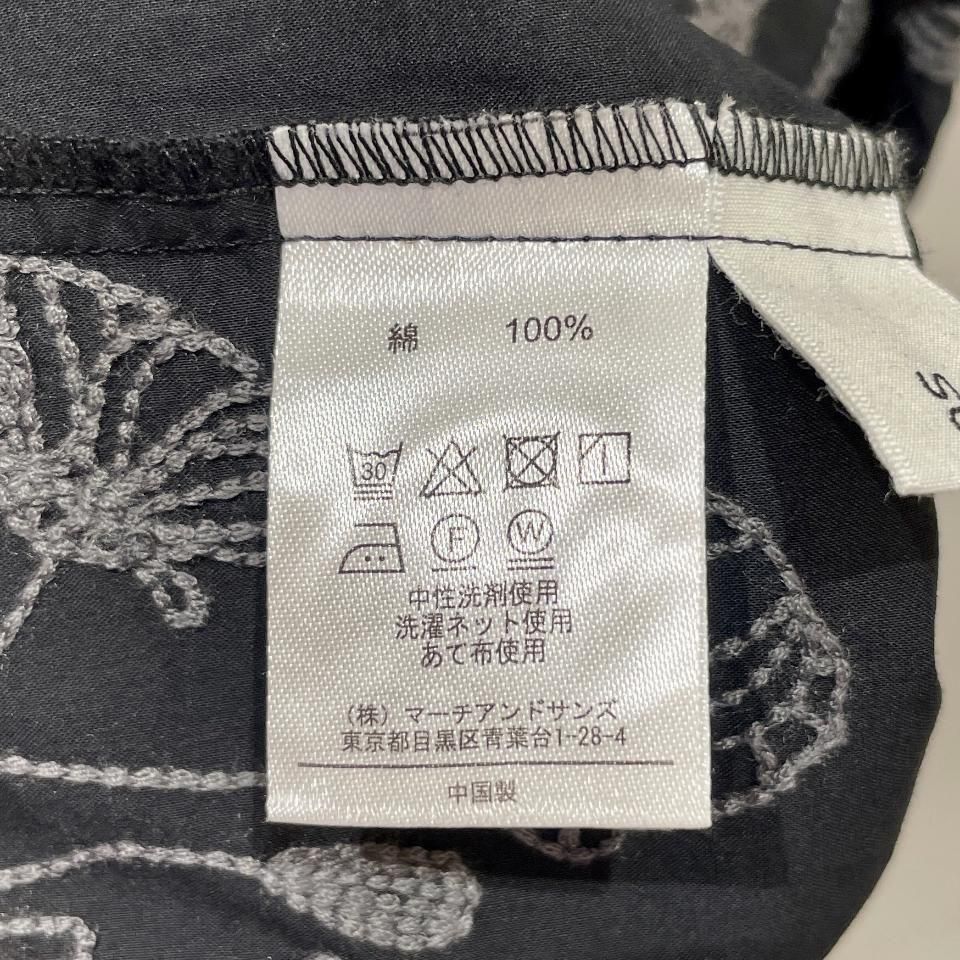 綿 100%
30
F W
中性洗剤使用
洗濯ネット使用
あて布使用
(株) マーチアンドサンズ
東京都目黒区青葉台1-28-4
中国製